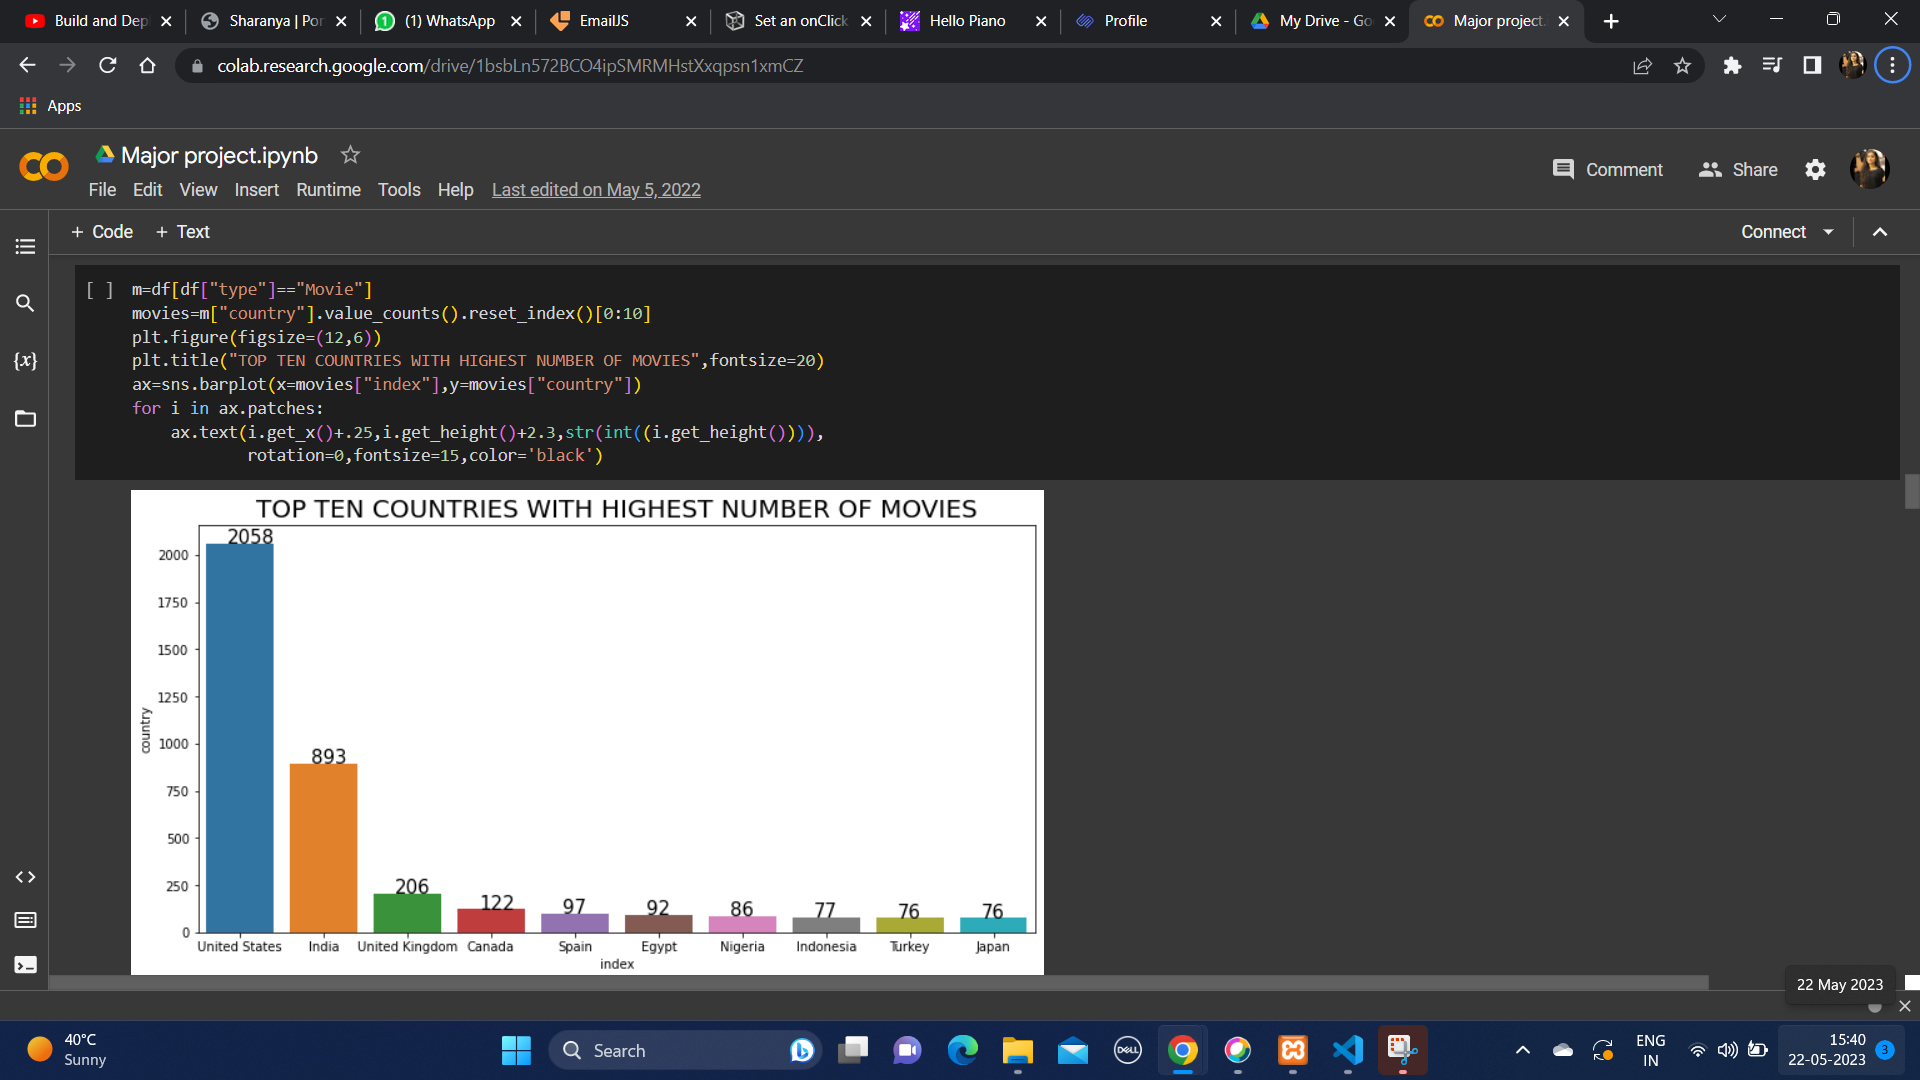 Build and Dep
Sharanya | Por
(1) WhatsApp
EmailJS
Set an onClick
Hello Piano
Profile
My Drive - Go
Major project.
colab.research.google.com/drive/1bsbLn572BCO4ipSMRMHstXxqpsn1xmCZ
Apps
Major project.ipynb
File Edit View Insert Runtime Tools Help Last edited on May 5, 2022
Comment Share
+ Code + Text
Connect
[ ] m=df[df["type"]=="Movie"]
movies=m["country"].value_counts().reset_index()[0:10]
plt.figure(figsize=(12,6))
plt.title("TOP TEN COUNTRIES WITH HIGHEST NUMBER OF MOVIES",fontsize=20)
ax=sns.barplot(x=movies["index"],y=movies["country"])
for i in ax.patches:
ax.text(i.get_x()+.25,i.get_height()+2.3,str(int((i.get_height()))),
rotation=0,fontsize=15,color='black')
{x}
TOP TEN COUNTRIES WITH HIGHEST NUMBER OF MOVIES
2000
1750
1500
1250
1000
750
500
250
0
country
2058
893
206
122
97
92
86
77
76
76
United States India United Kingdom Canada Spain Egypt Nigeria Indonesia Turkey Japan
index
22 May 2023
40°C
Sunny
Search
DELL
ENG
IN
15:40
22-05-2023
3